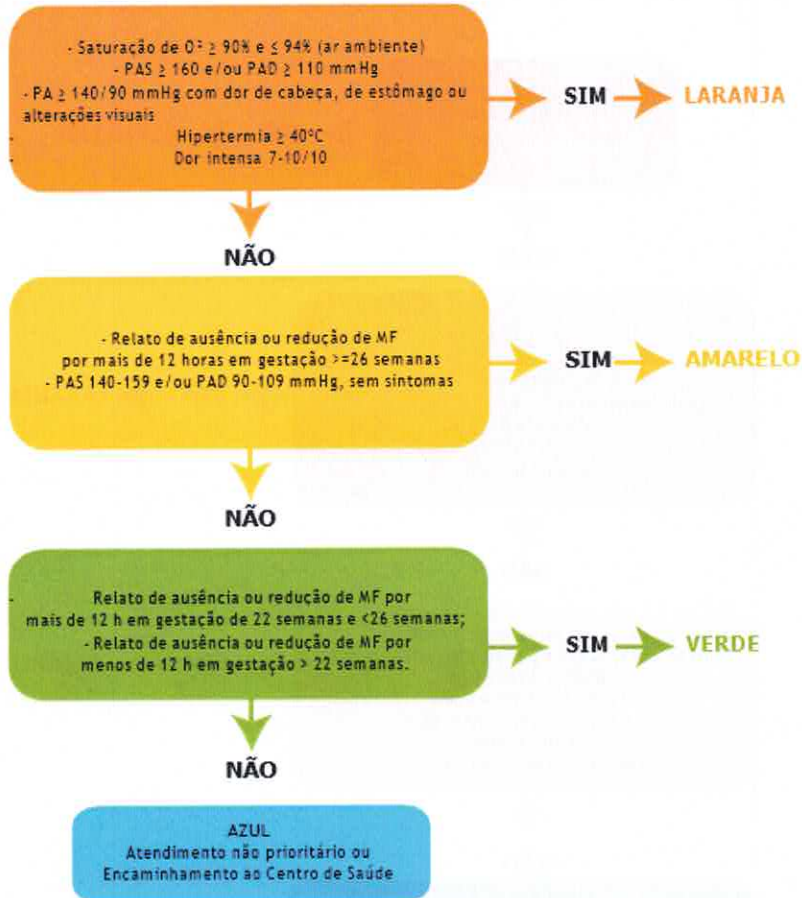 - Saturação de O² ≥ 90% e ≤ 94% (ar ambiente)
- PAS ≥ 160 e/ou PAD ≥ 110 mmHg
- PA ≥ 140/90 mmHg com dor de cabeça, de estômago ou
alterações visuais
- Hipertermia ≥ 40°C
- Dor intensa 7-10/10
SIM
LARANJA
NÃO
- Relato de ausência ou redução de MF
por mais de 12 horas em gestação >=26 semanas
- PAS 140-159 e/ou PAD 90-109 mmHg, sem sintomas
SIM
AMARELO
NÃO
- Relato de ausência ou redução de MF por
mais de 12 h em gestação de 22 semanas e <26 semanas;
- Relato de ausência ou redução de MF por
menos de 12 h em gestação > 22 semanas.
SIM
VERDE
NÃO
AZUL
Atendimento não prioritário ou
Encaminhamento ao Centro de Saúde